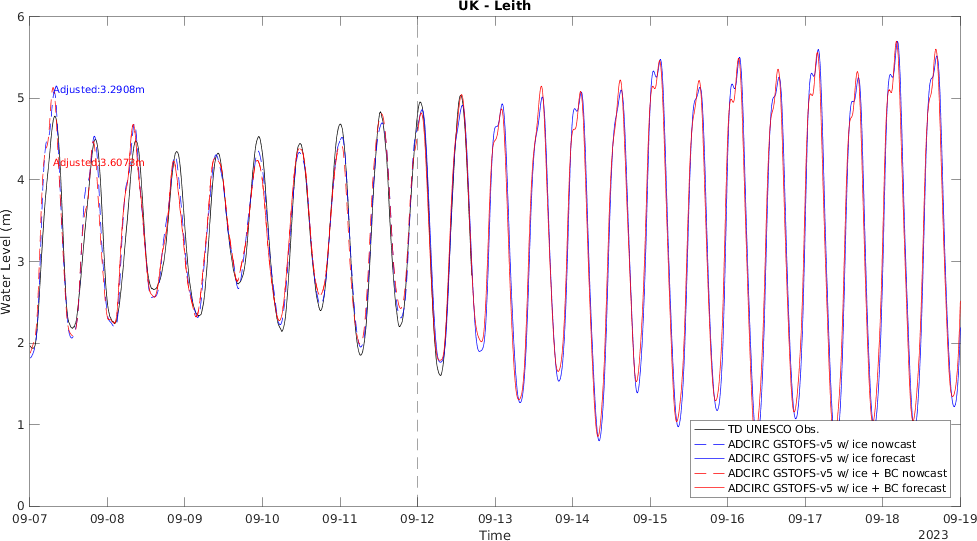 UK - Leith
6
5
4
3
2
1
0
Water Level (m)
Adjusted:3.2908m
Adjusted:3.6073m
TD UNESCO Obs.
ADCIRC GSTOFS-v5 w/ ice nowcast
ADCIRC GSTOFS-v5 w/ ice forecast
ADCIRC GSTOFS-v5 w/ ice + BC nowcast
ADCIRC GSTOFS-v5 w/ ice + BC forecast
09-07 09-08 09-09 09-10 09-11 09-12 09-13 09-14 09-15 09-16 09-17 09-18 09-19
Time
2023